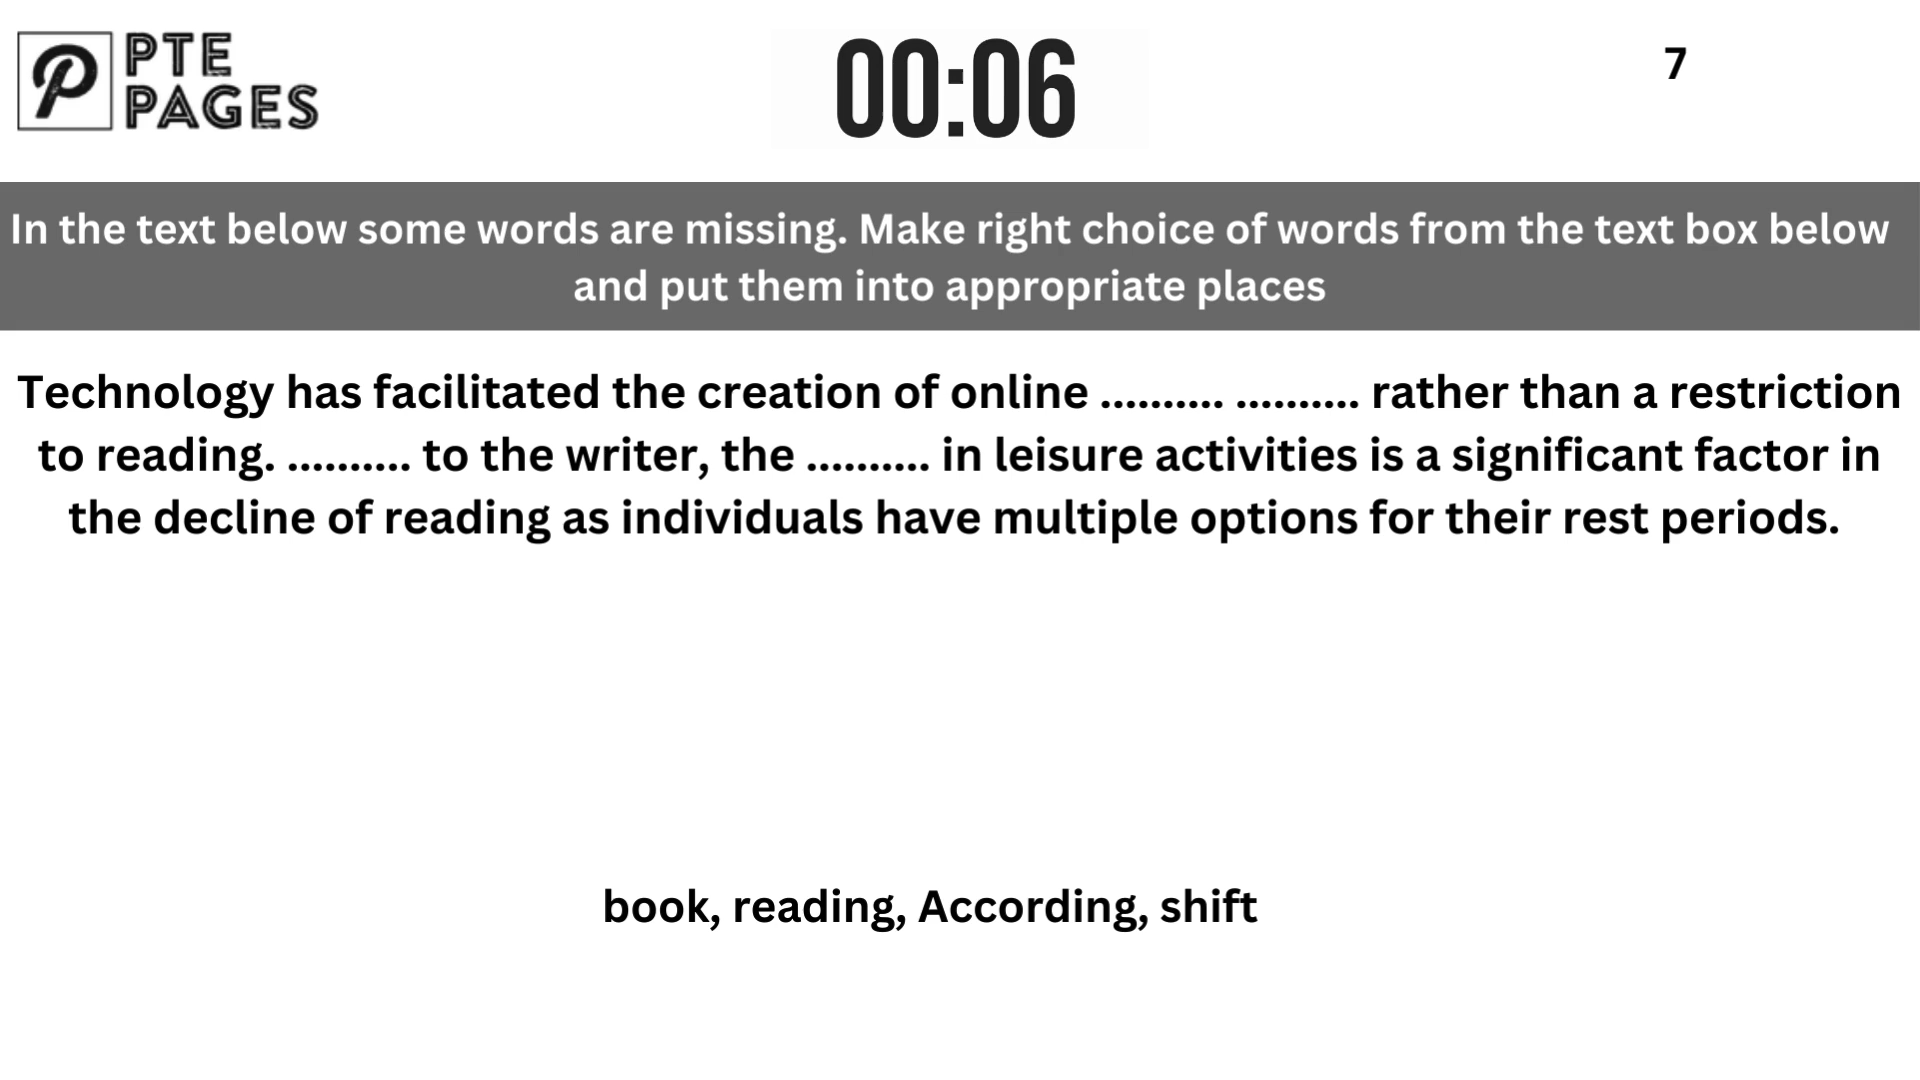 PTE
PAGES
00:06
7
In the text below some words are missing. Make right choice of words from the text box below
and put them into appropriate places
Technology has facilitated the creation of online .......... .......... rather than a restriction
to reading. .......... to the writer, the .......... in leisure activities is a significant factor in
the decline of reading as individuals have multiple options for their rest periods.
book, reading, According, shift